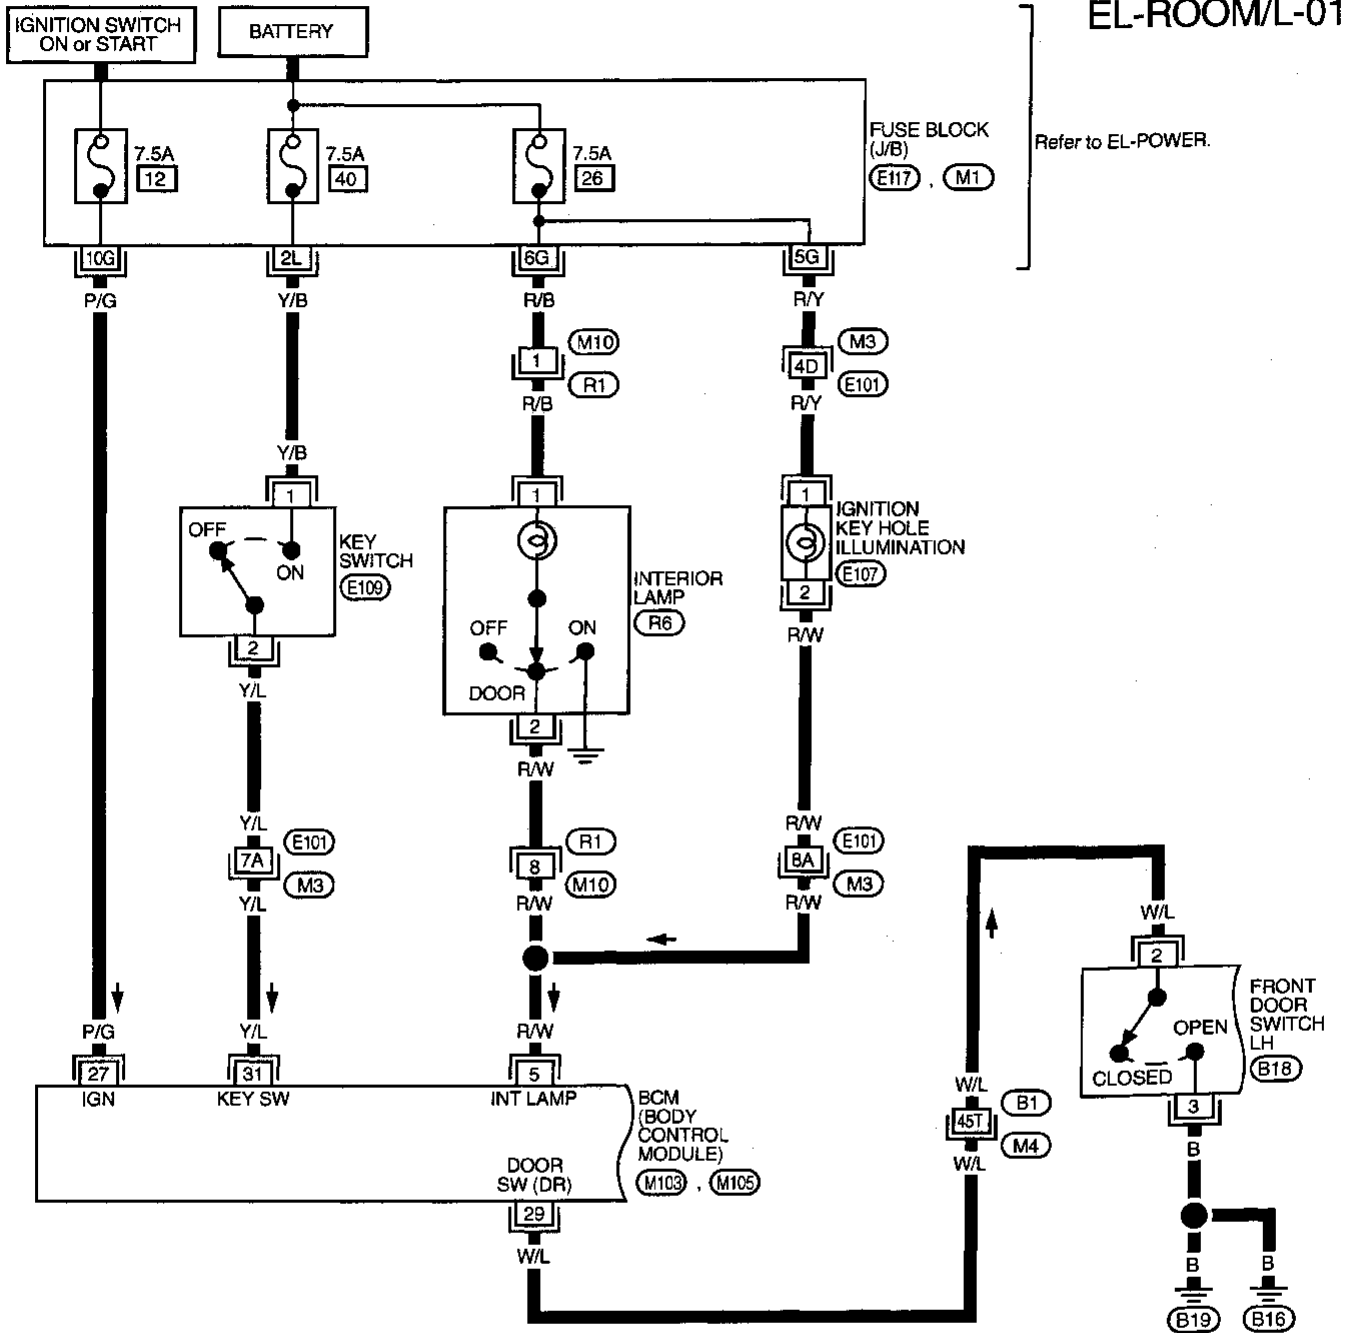 EL-ROOM/L-01
IGNITION SWITCH
ON or START
BATTERY
7.5A
12
7.5A
40
7.5A
26
FUSE BLOCK
(J/B)
E117 , M1
Refer to EL-POWER.
10G
2L
6G
5G
P/G
Y/B
R/B
R/Y
1
M10
R1
4D
M3
E101
R/B
R/Y
Y/B
1
1
1
OFF
ON
KEY
SWITCH
E109
2
INTERIOR
LAMP
R6
OFF
ON
DOOR
2
IGNITION
KEY HOLE
ILLUMINATION
E107
2
R/W
Y/L
R/W
Y/L
R/W
7A
E101
M3
8
R1
M10
8A
E101
M3
Y/L
R/W
R/W
W/L
2
FRONT
DOOR
SWITCH
LH
B18
OPEN
CLOSED
3
P/G
Y/L
R/W
27
31
5
IGN
KEY SW
INT LAMP
BCM
(BODY
CONTROL
MODULE)
M103 , M105
DOOR
SW (DR)
29
W/L
W/L
45T
B1
M4
W/L
B
B
B
B19
B16